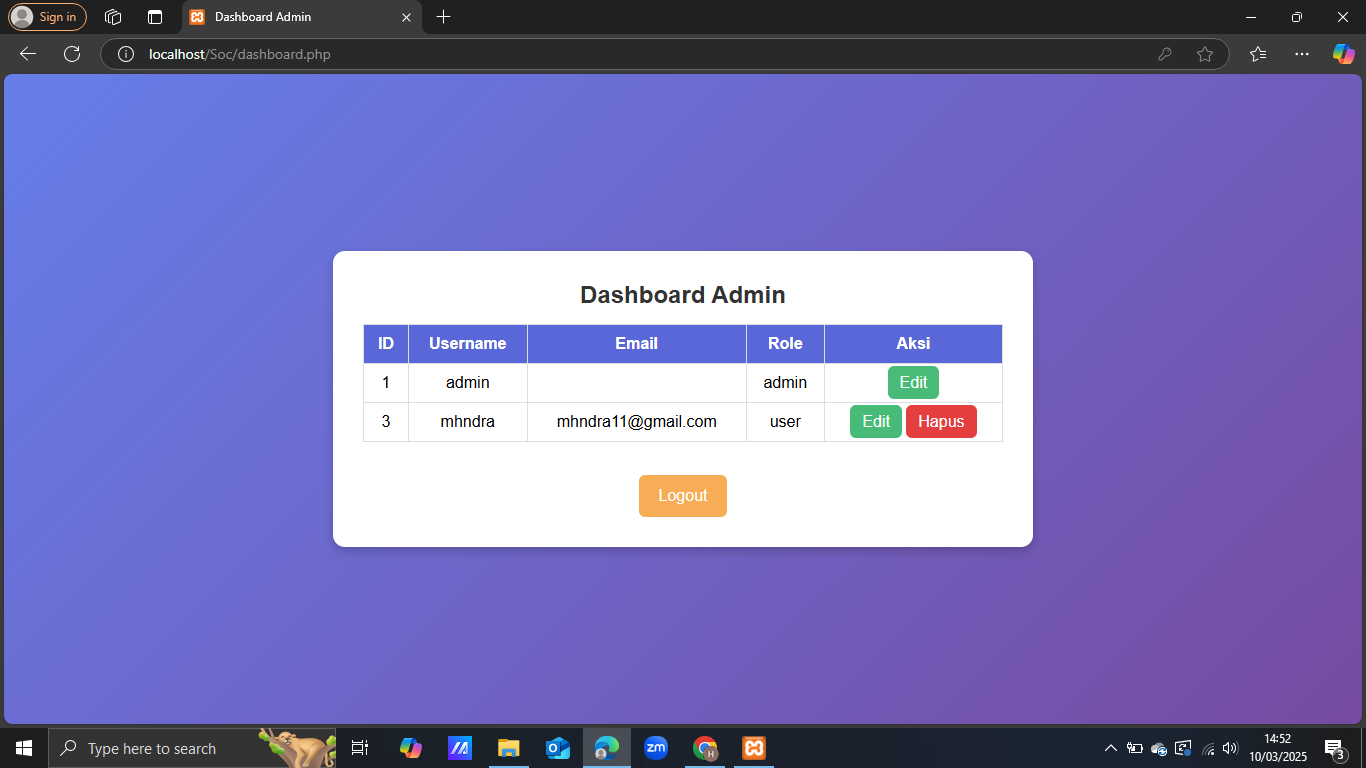 Sign in
Dashboard Admin
localhost/Soc/dashboard.php
Dashboard Admin
ID Username Email Role Aksi
1 admin admin Edit
3 mhndra mhndra11@gmail.com user Edit Hapus
Logout
Type here to search
zm
H
14:52
10/03/2025
3